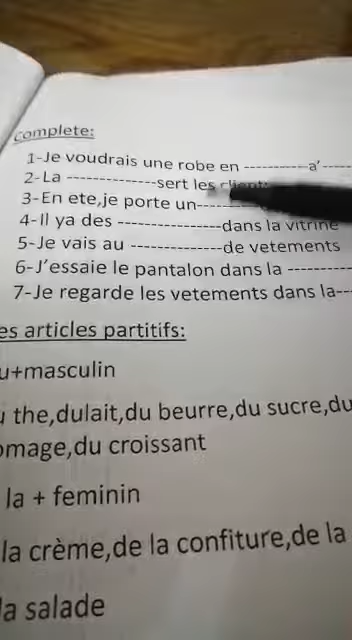 complete:
1-Je voudrais une robe en ----------a'-----
2-La --------------sert les clients
3-En ete,je porte un------
4-Il ya des -----------------dans la vitrine
5-Je vais au ---------------de vetements
6-J'essaie le pantalon dans la ----------
7-Je regarde les vetements dans la---
es articles partitifs:
u+masculin
u the,dulait,du beurre,du sucre,du
omage,du croissant
la + feminin
la crème,de la confiture,de la
la salade